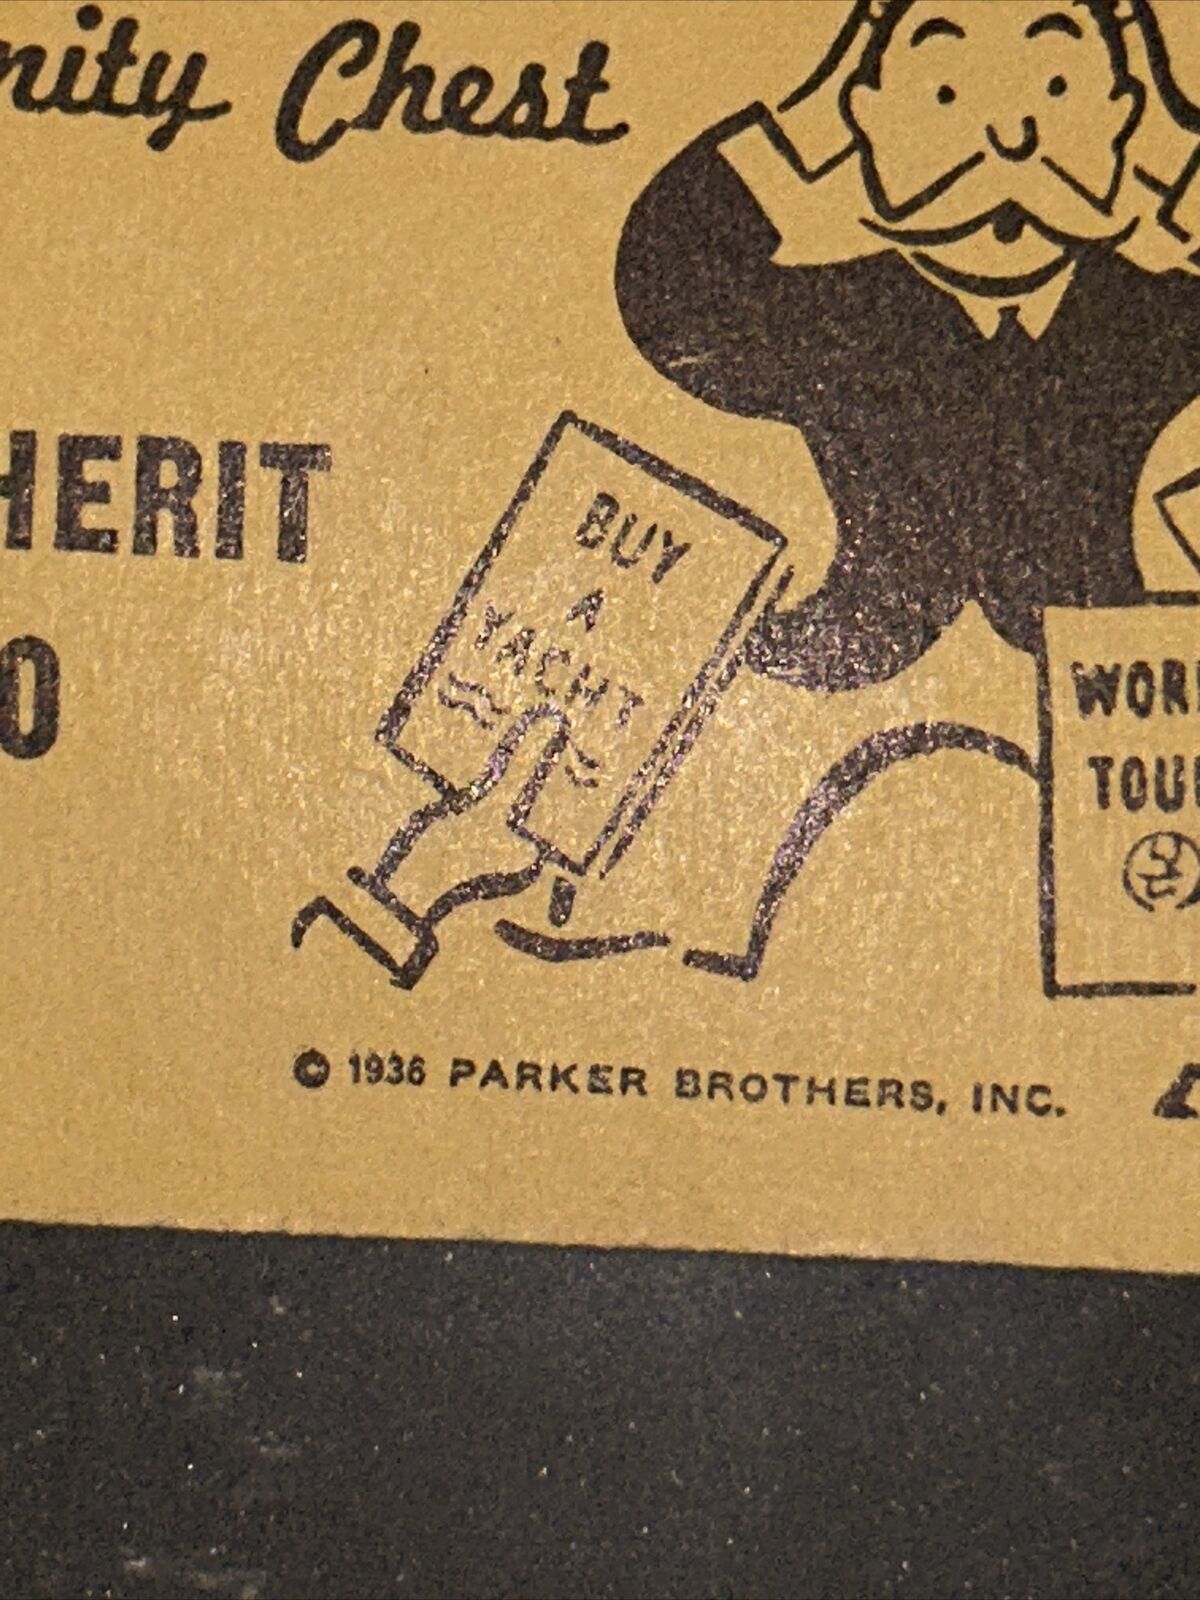 nity Chest
HERIT
0
BUY
A
YACHT
WOR
TOU
© 1936 PARKER BROTHERS, INC.